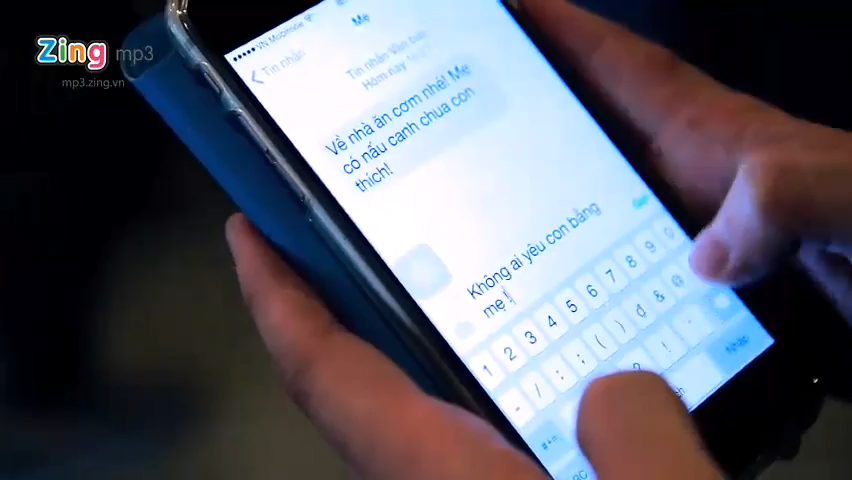 Zing mp3
mp3.zing.vn
VN Mobifone
Mẹ
Tin nhắn
Tin nhắn Văn bản
Hôm nay
Về nhà ăn cơm nhé! Mẹ
có nấu canh chua con
thích!
Không ai yêu con bằng
mẹ !
1 2 3 4 5 6 7 8 9 0
- / : ; ( ) ₫ & @
#+=